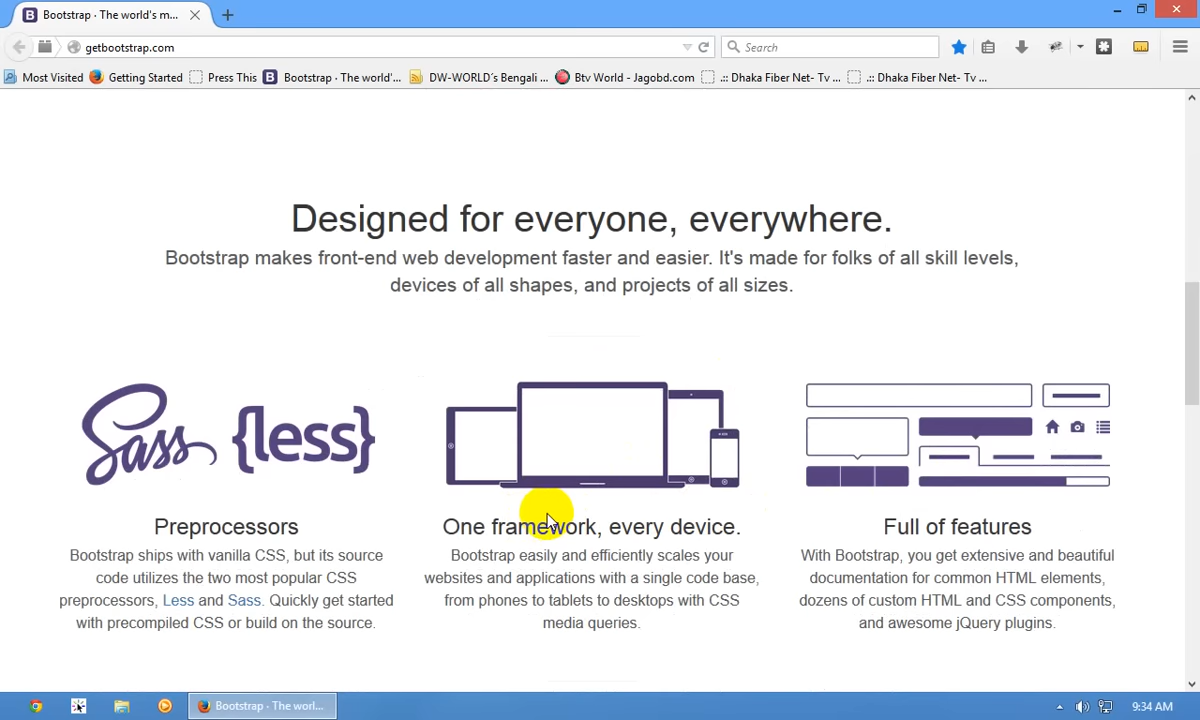 Bootstrap · The world's m...
getbootstrap.com
Search
Most Visited Getting Started Press This Bootstrap · The world'... DW-WORLD´s Bengali ... Btv World - Jagobd.com .:: Dhaka Fiber Net- Tv ... .:: Dhaka Fiber Net- Tv ...
Designed for everyone, everywhere.
Bootstrap makes front-end web development faster and easier. It's made for folks of all skill levels,
devices of all shapes, and projects of all sizes.
Sass {less}
Preprocessors
Bootstrap ships with vanilla CSS, but its source
code utilizes the two most popular CSS
preprocessors, Less and Sass. Quickly get started
with precompiled CSS or build on the source.
One framework, every device.
Bootstrap easily and efficiently scales your
websites and applications with a single code base,
from phones to tablets to desktops with CSS
media queries.
Full of features
With Bootstrap, you get extensive and beautiful
documentation for common HTML elements,
dozens of custom HTML and CSS components,
and awesome jQuery plugins.
Bootstrap · The worl...
9:34 AM